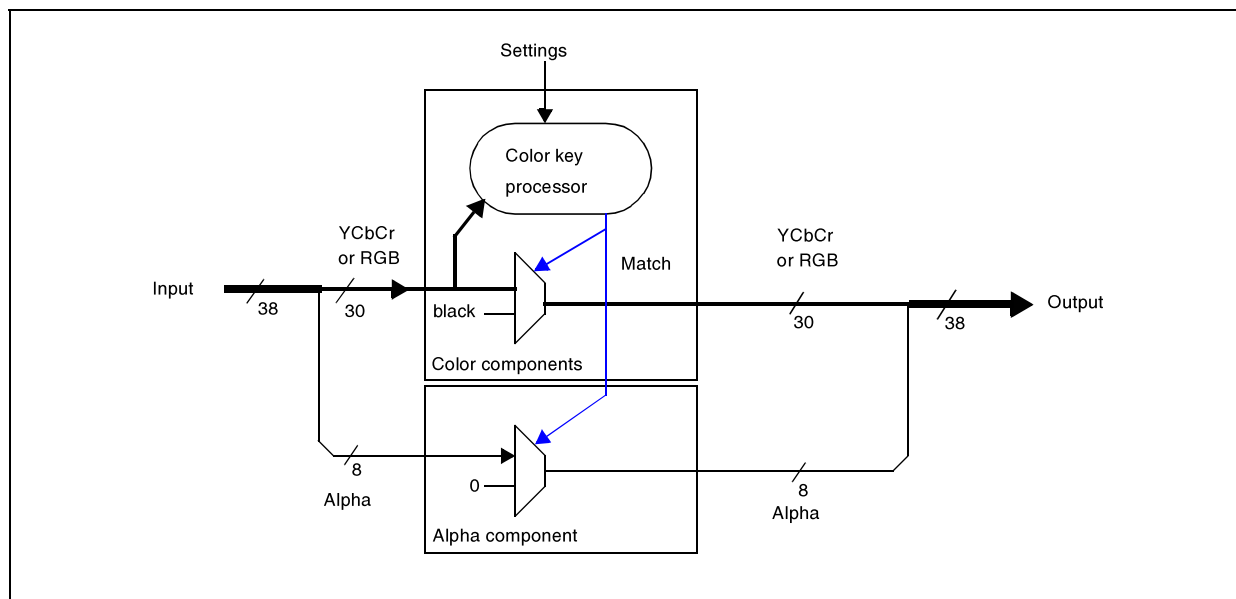 Settings
Color key
processor
YCbCr
or RGB
YCbCr
or RGB
Match
Input
38
30
black
30
38
Output
Color components
8
Alpha
0
8
Alpha
Alpha component